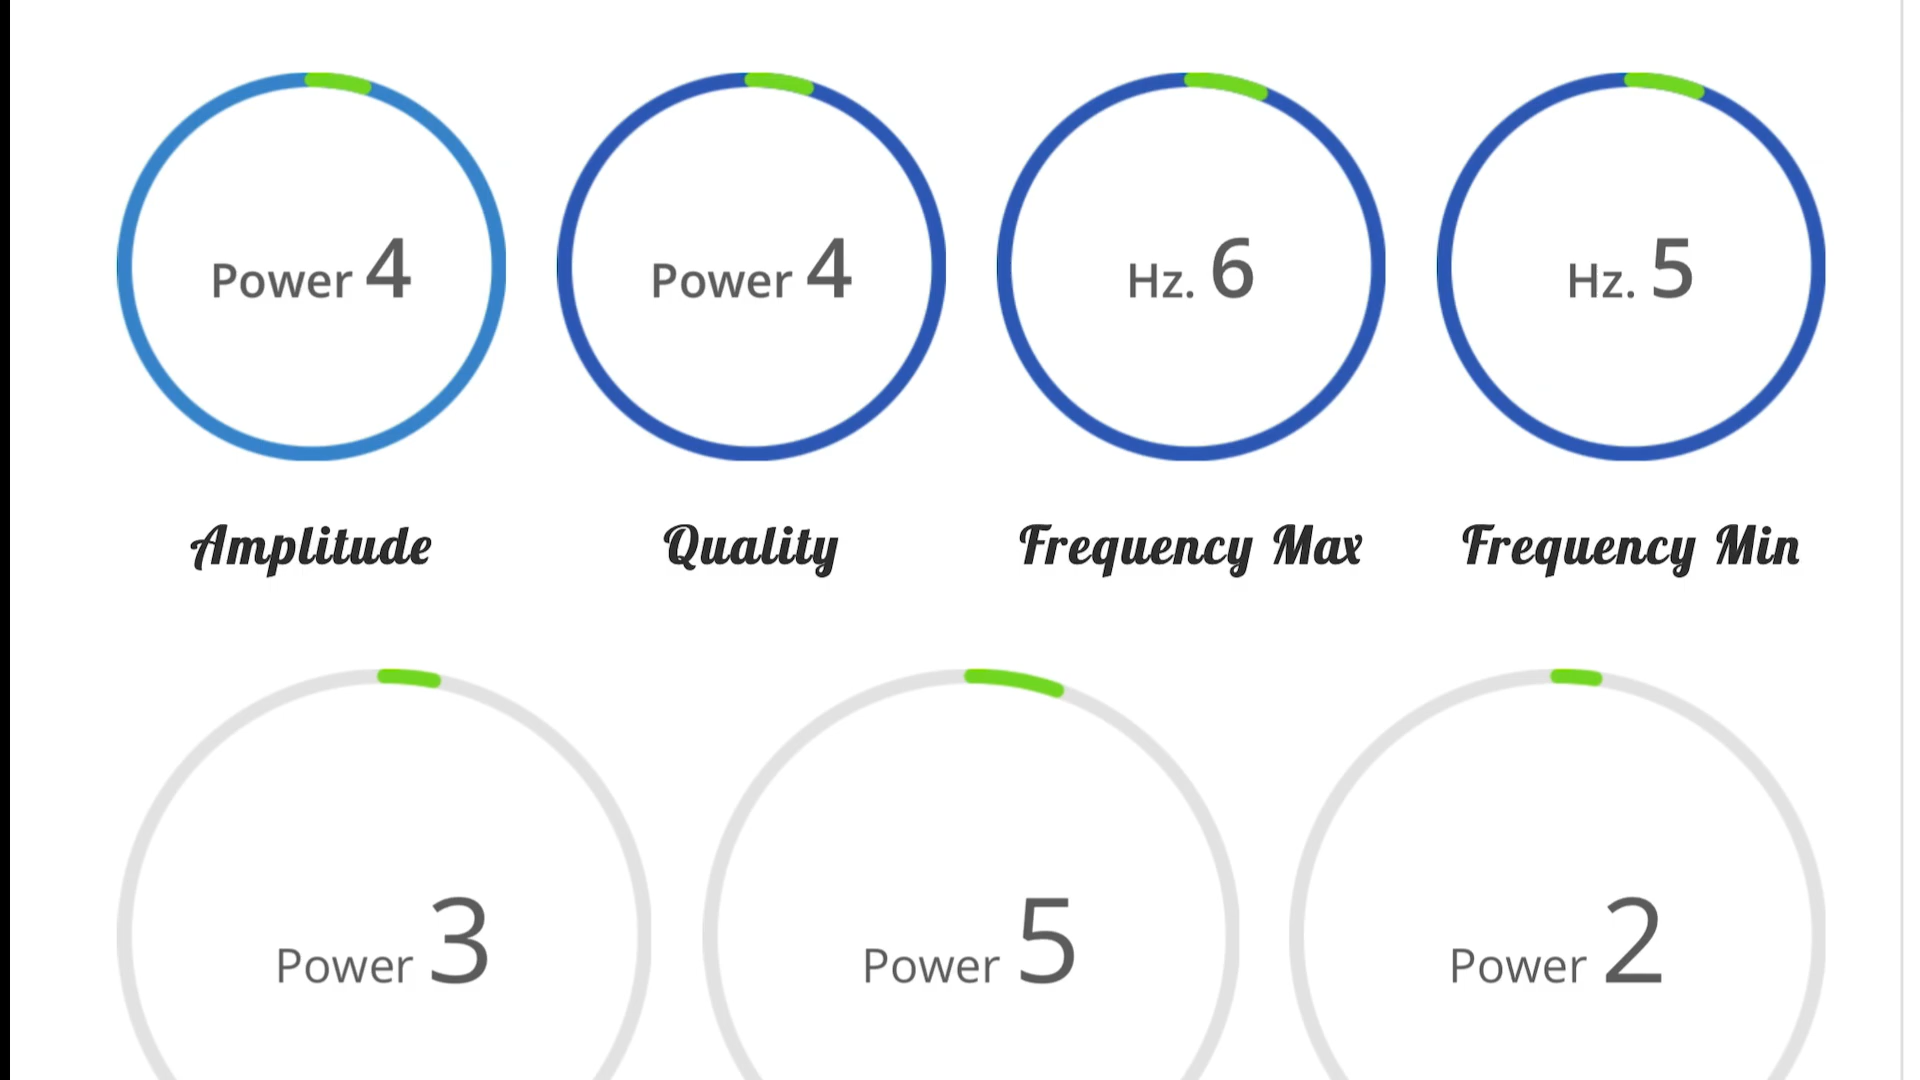 Power 4
Power 4
Hz. 6
Hz. 5
Amplitude
Quality
Frequency Max
Frequency Min
Power 3
Power 5
Power 2